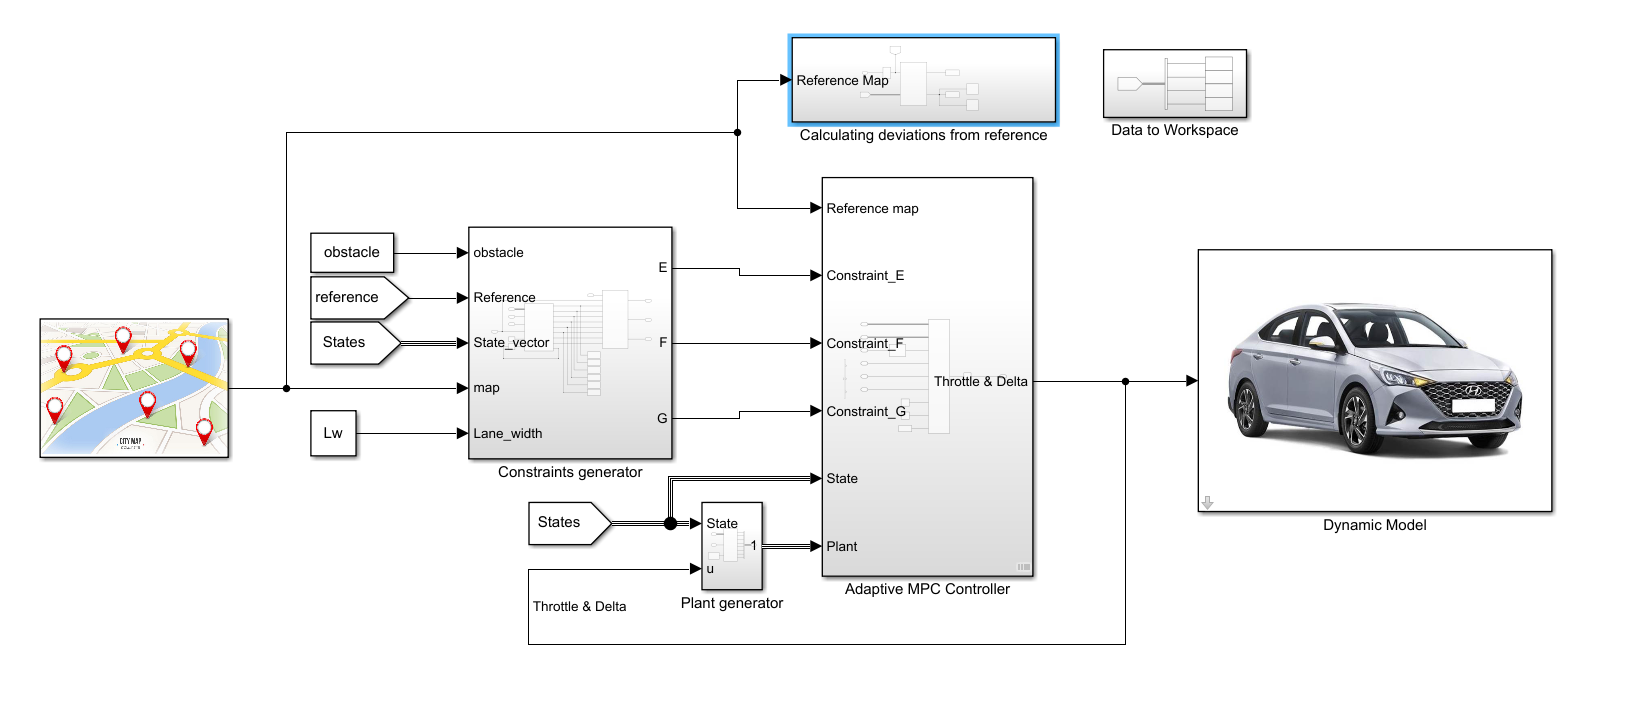 Reference Map
Calculating deviations from reference
Data to Workspace
obstacle
reference
States
Lw
CITY MAP
obstacle
Reference
State_vector
map
Lane_width
E
F
G
Constraints generator
Reference map
Constraint_E
Constraint_F
Constraint_G
State
Plant
Throttle & Delta
Adaptive MPC Controller
States
State
u
1
Plant generator
Throttle & Delta
Dynamic Model